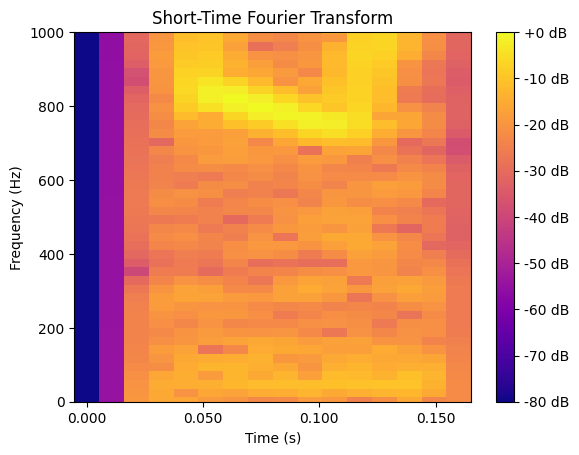 Short-Time Fourier Transform
1000
800
600
400
200
0
Frequency (Hz)
0.000
0.050
0.100
0.150
Time (s)
+0 dB
-10 dB
-20 dB
-30 dB
-40 dB
-50 dB
-60 dB
-70 dB
-80 dB